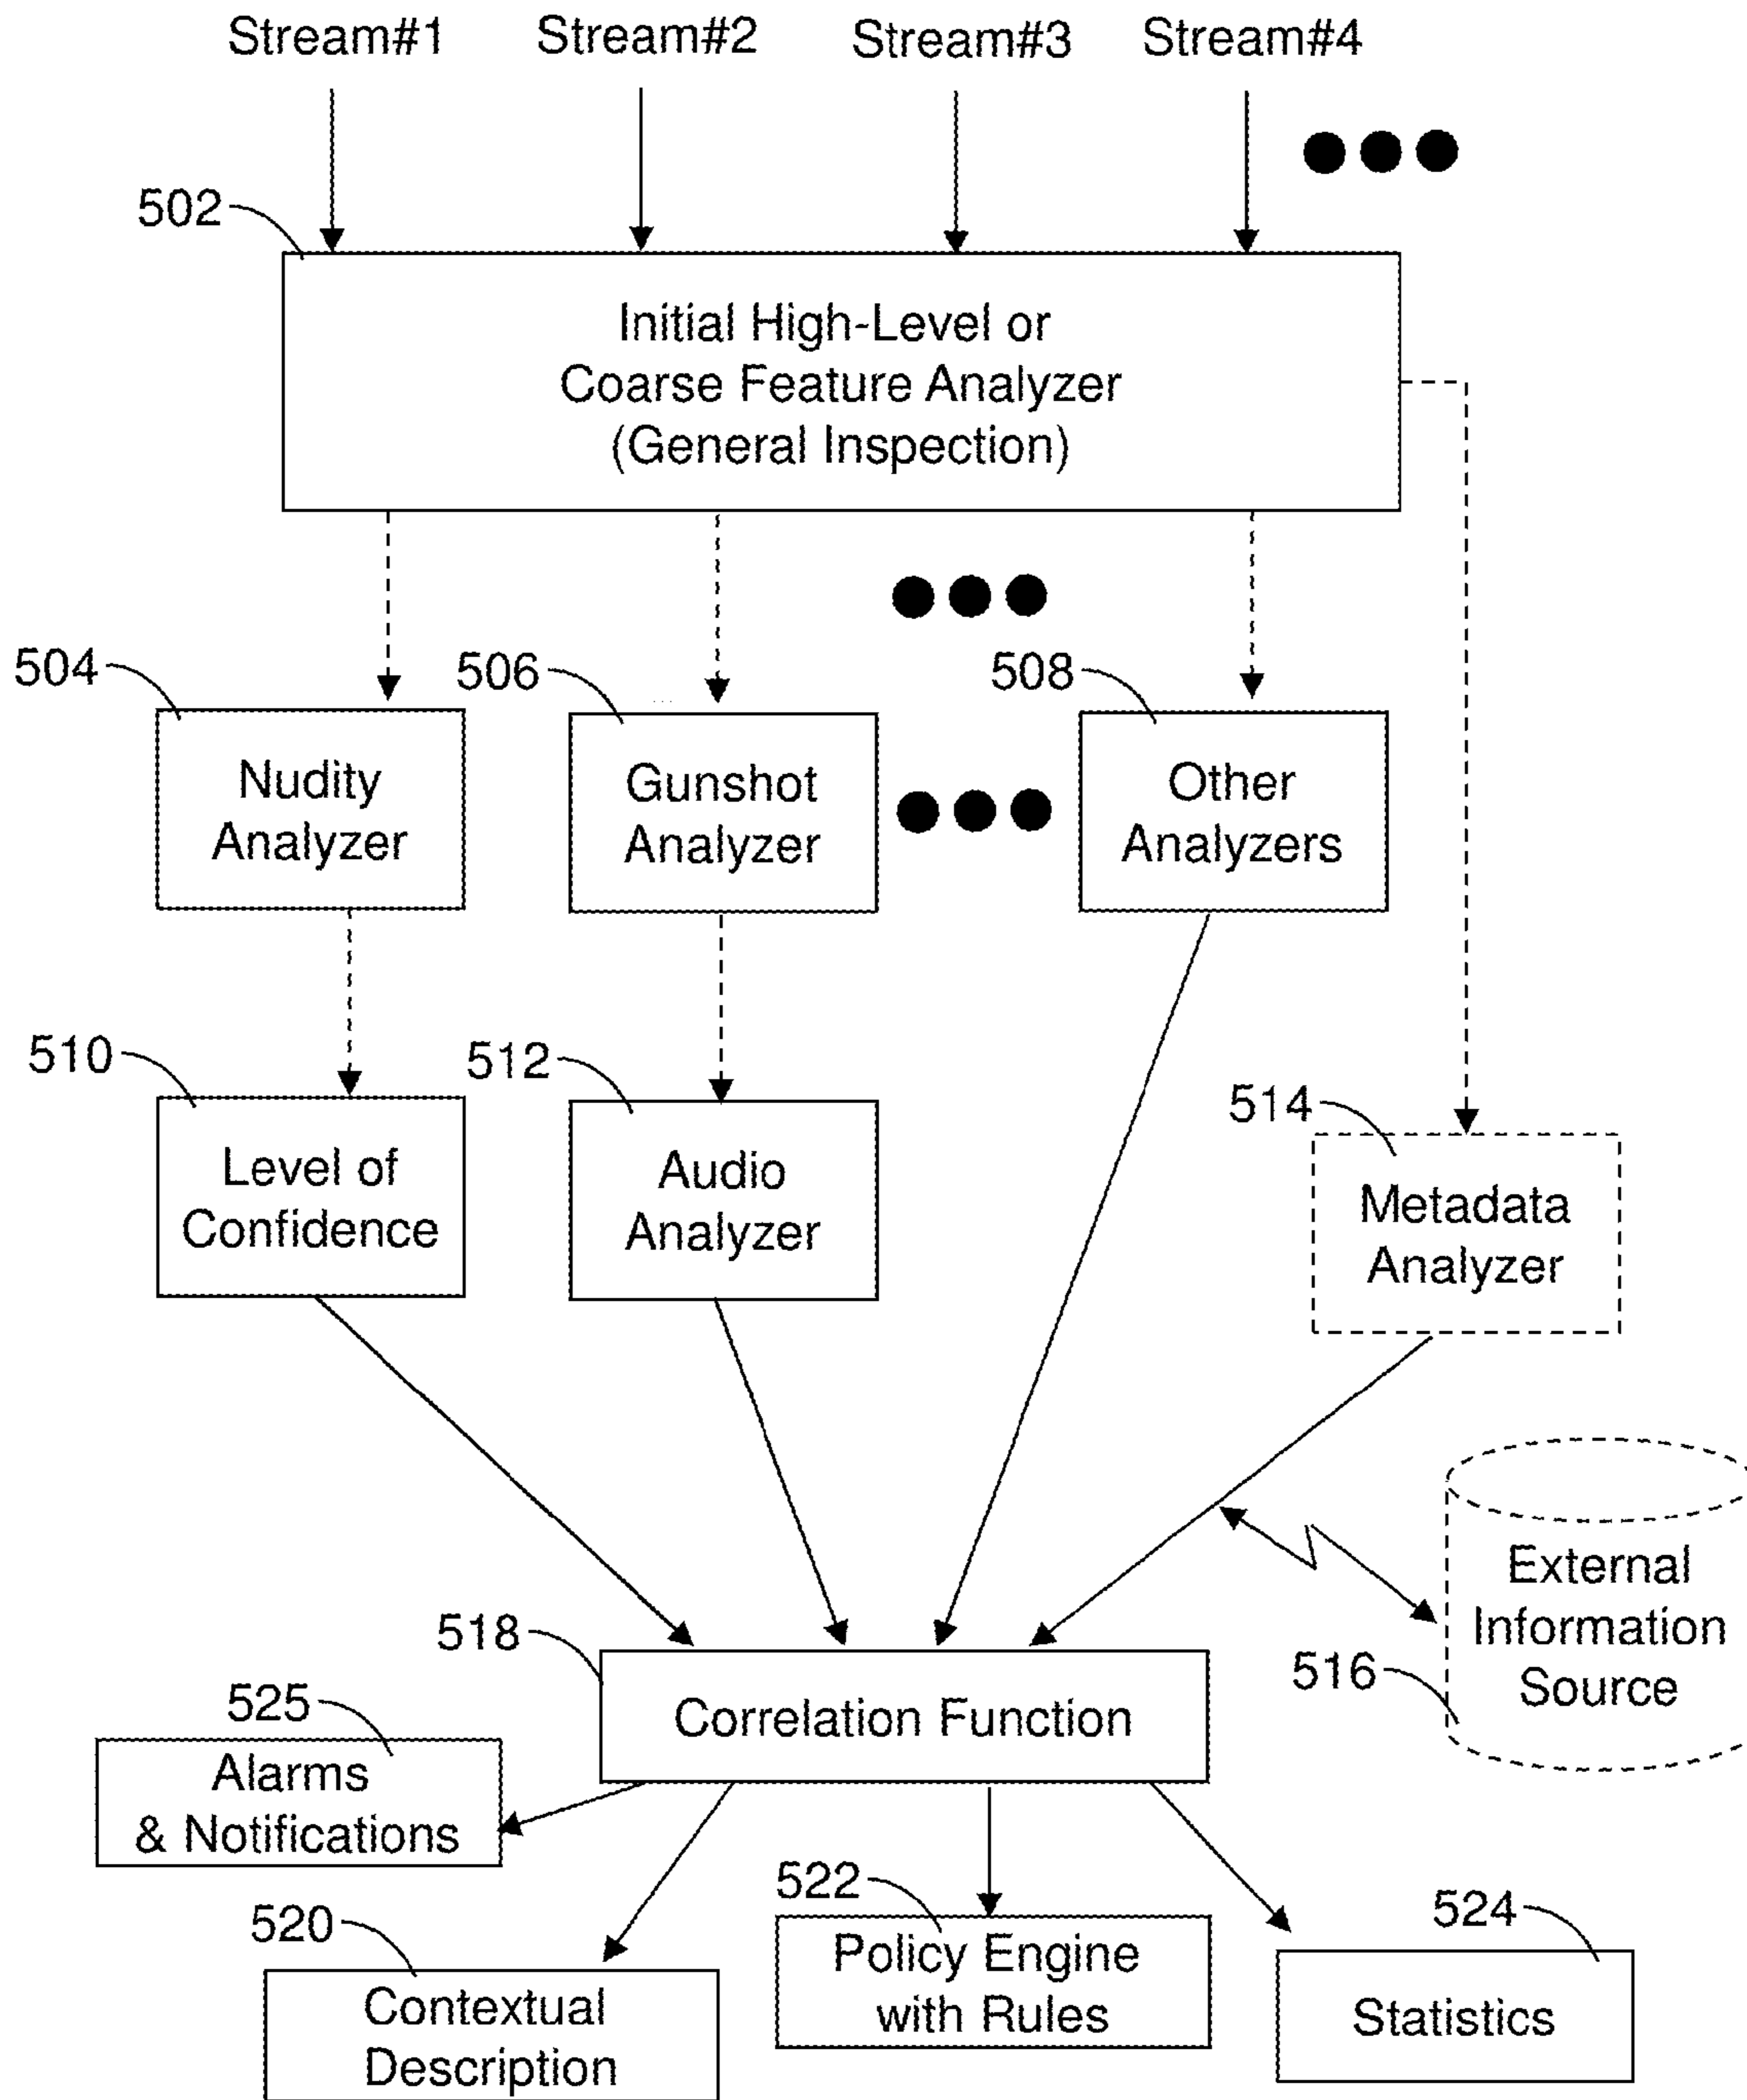 Stream#1
Stream#2
Stream#3
Stream#4
502
Initial High-Level or
Coarse Feature Analyzer
(General Inspection)
504
506
508
Nudity
Analyzer
Gunshot
Analyzer
Other
Analyzers
510
512
514
Level of
Confidence
Audio
Analyzer
Metadata
Analyzer
External
Information
Source
516
518
Correlation Function
525
Alarms
& Notifications
520
522
524
Contextual
Description
Policy Engine
with Rules
Statistics